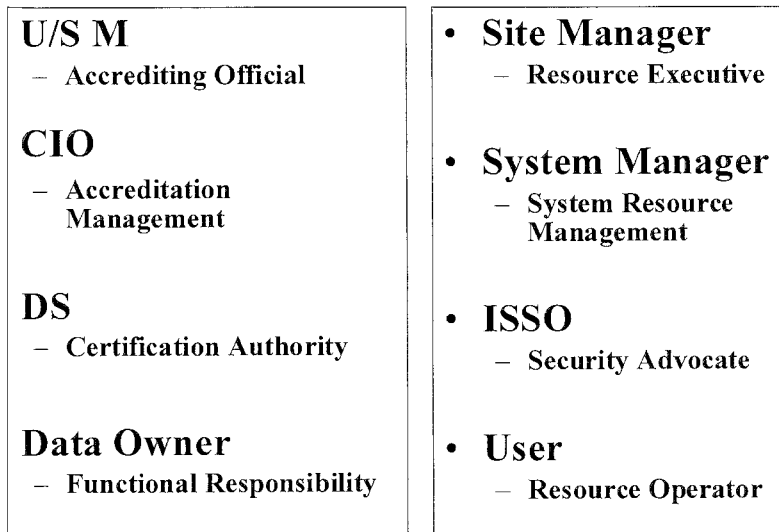 U/S M
– Accrediting Official
CIO
– Accreditation
Management
DS
– Certification Authority
Data Owner
– Functional Responsibility
• Site Manager
– Resource Executive
• System Manager
– System Resource
Management
• ISSO
– Security Advocate
• User
– Resource Operator